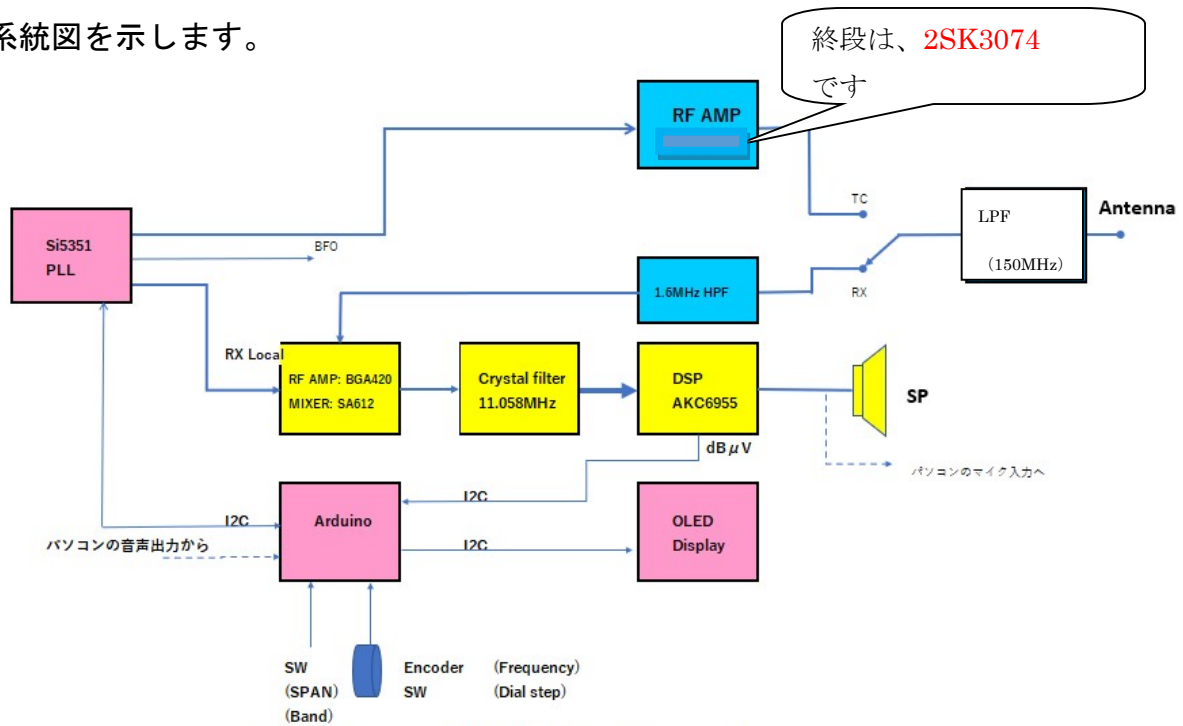 系統図を示します。
終段は、2SK3074
です
RF AMP
TC
LPF
(150MHz)
Antenna
Si5351
PLL
BFO
1.6MHz HPF
RX
RX Local
RF AMP: BGA420
MIXER: SA612
Crystal filter
11.058MHz
DSP
AKC6955
SP
dBμV
パソコンのマイク入力へ
I2C
I2C
Arduino
I2C
OLED
Display
パソコンの音声出力から
SW
(SPAN)
(Band)
Encoder (Frequency)
SW (Dial step)